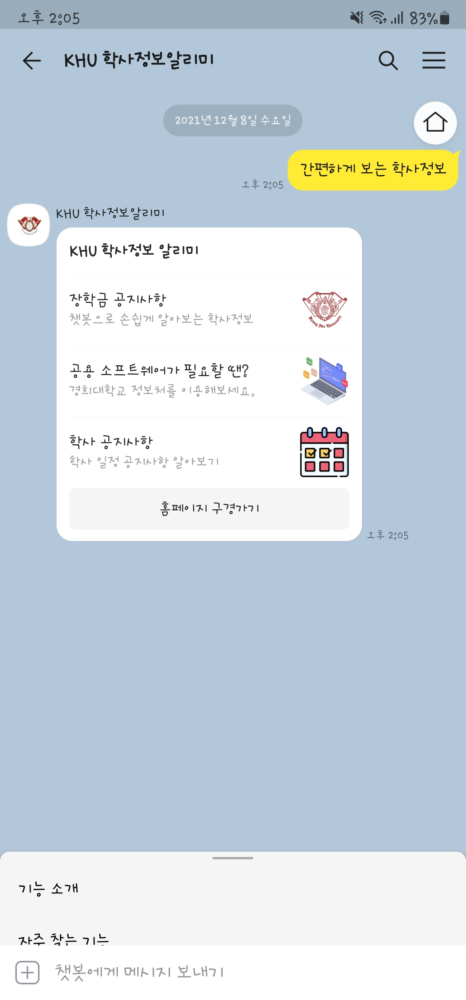 오후 2:05
83%
KHU 학사정보알리미
2021년 12월 8일 수요일
간편하게 보는 학사정보
오후 2:05
KHU 학사정보알리미
KHU 학사정보 알리미
장학금 공지사항
챗봇으로 손쉽게 알아보는 학사정보
Kyung Hee University
공용 소프트웨어가 필요할 땐?
경희대학교 정보처를 이용해보세요.
학사 공지사항
학사 일정 공지사항 알아보기
홈페이지 구경가기
오후 2:05
기능 소개
자주 찾는 기능
챗봇에게 메시지 보내기